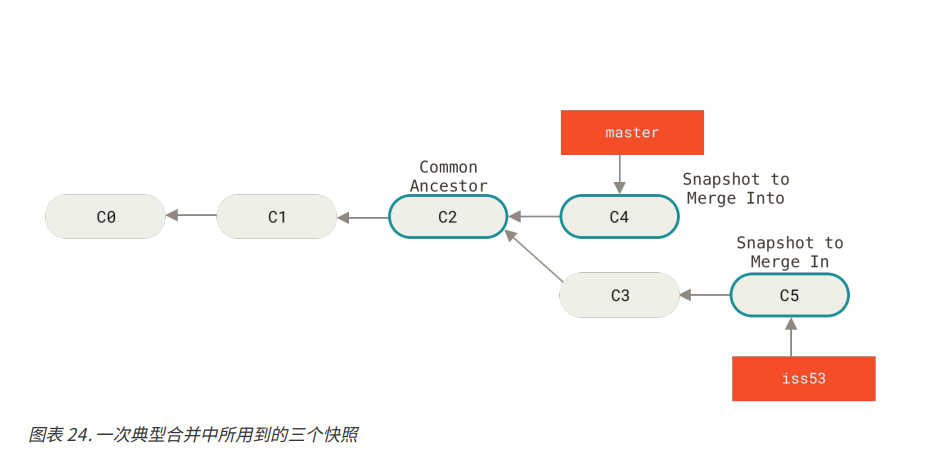 master
Common
Ancestor
Snapshot to
Merge Into
C0
C1
C2
C4
Snapshot to
Merge In
C3
C5
iss53
图表 24. 一次典型合并中所用到的三个快照